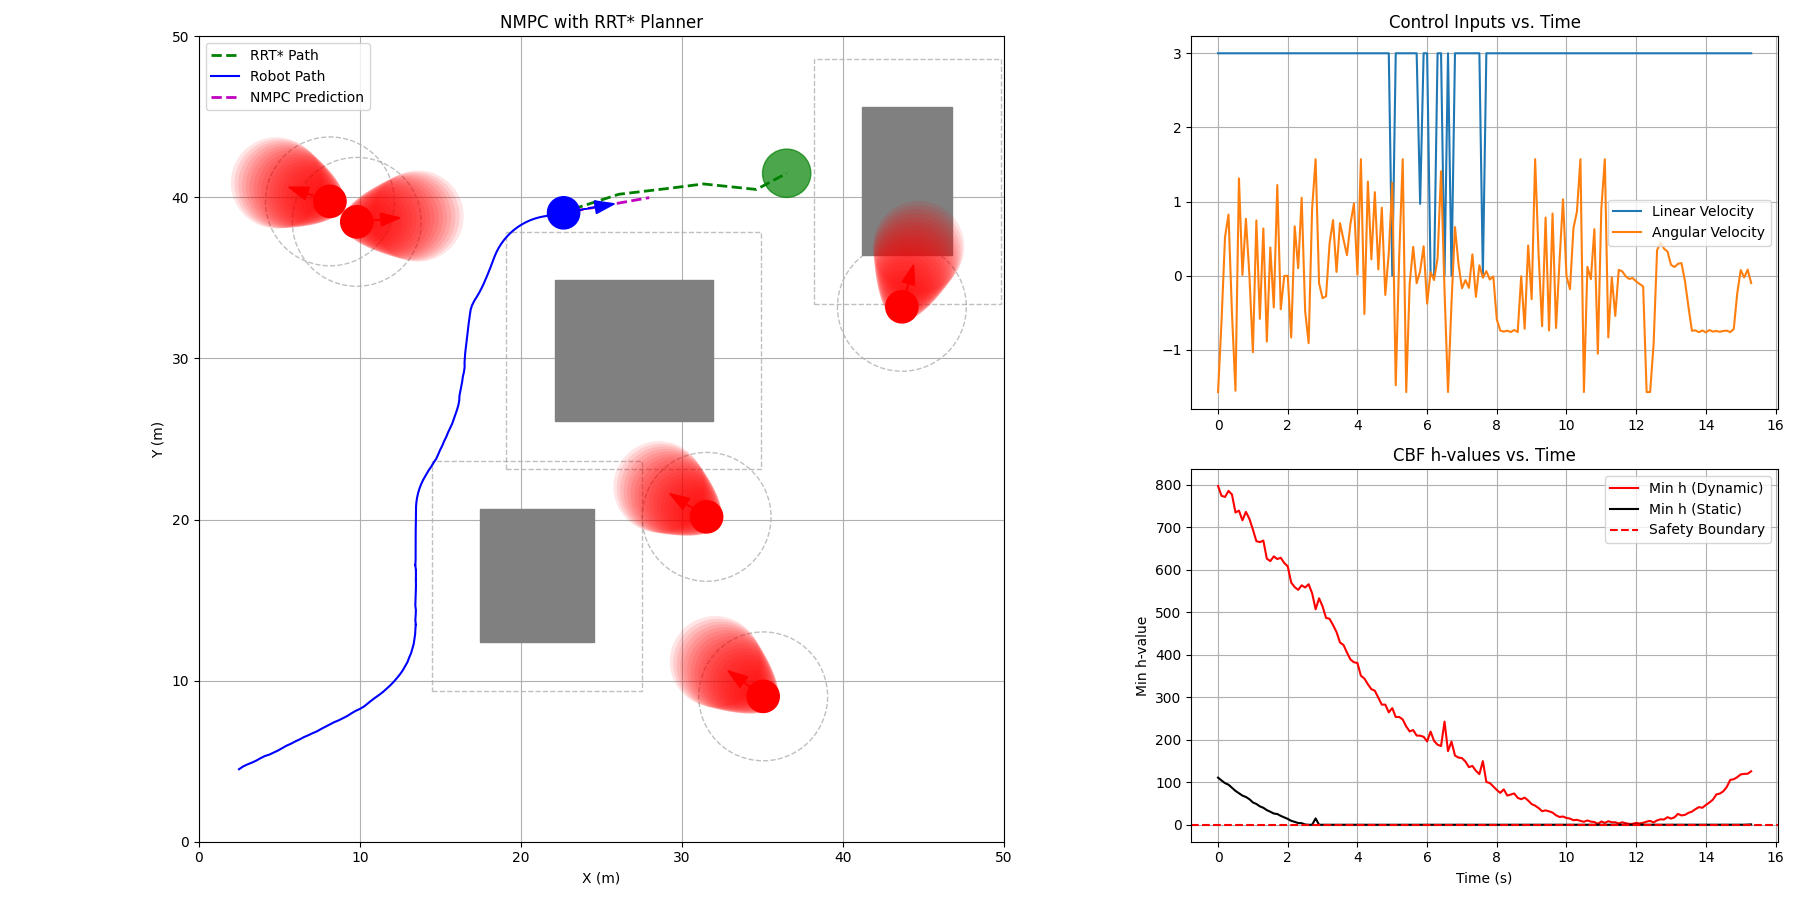 NMPC with RRT* Planner
RRT* Path
Robot Path
NMPC Prediction
50
40
30
20
10
0
Y (m)
0 10 20 30 40 50
X (m)
Control Inputs vs. Time
3
2
1
0
−1
Linear Velocity
Angular Velocity
0 2 4 6 8 10 12 14 16
CBF h-values vs. Time
Min h (Dynamic)
Min h (Static)
Safety Boundary
800
700
600
500
400
300
200
100
0
Min h-value
0 2 4 6 8 10 12 14 16
Time (s)